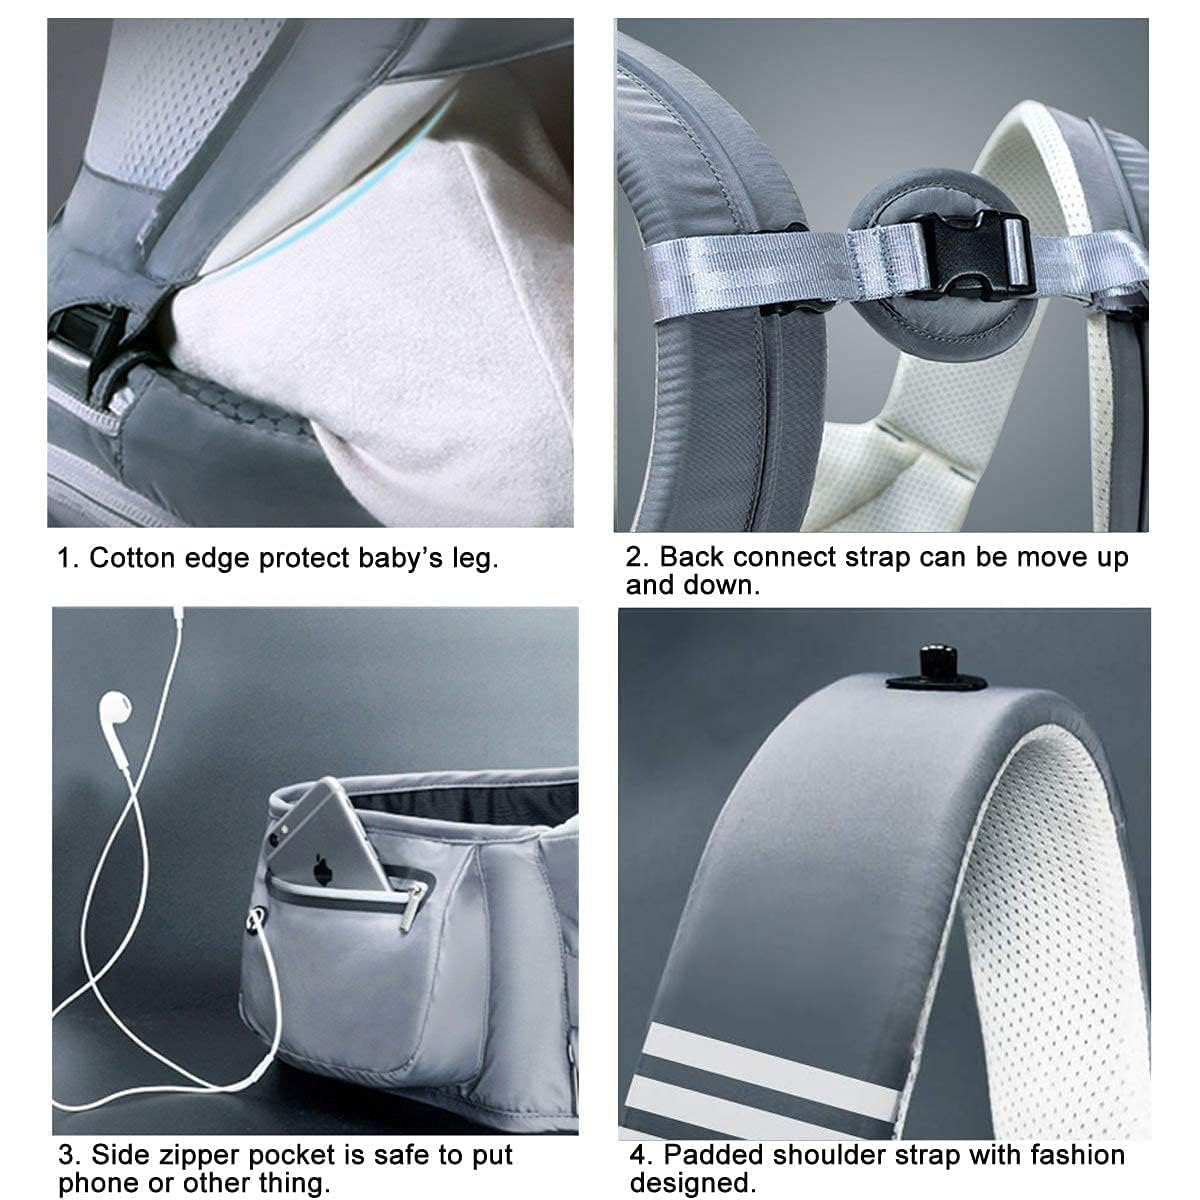 1. Cotton edge protect baby’s leg.
2. Back connect strap can be move up
and down.
3. Side zipper pocket is safe to put
phone or other thing.
4. Padded shoulder strap with fashion
designed.